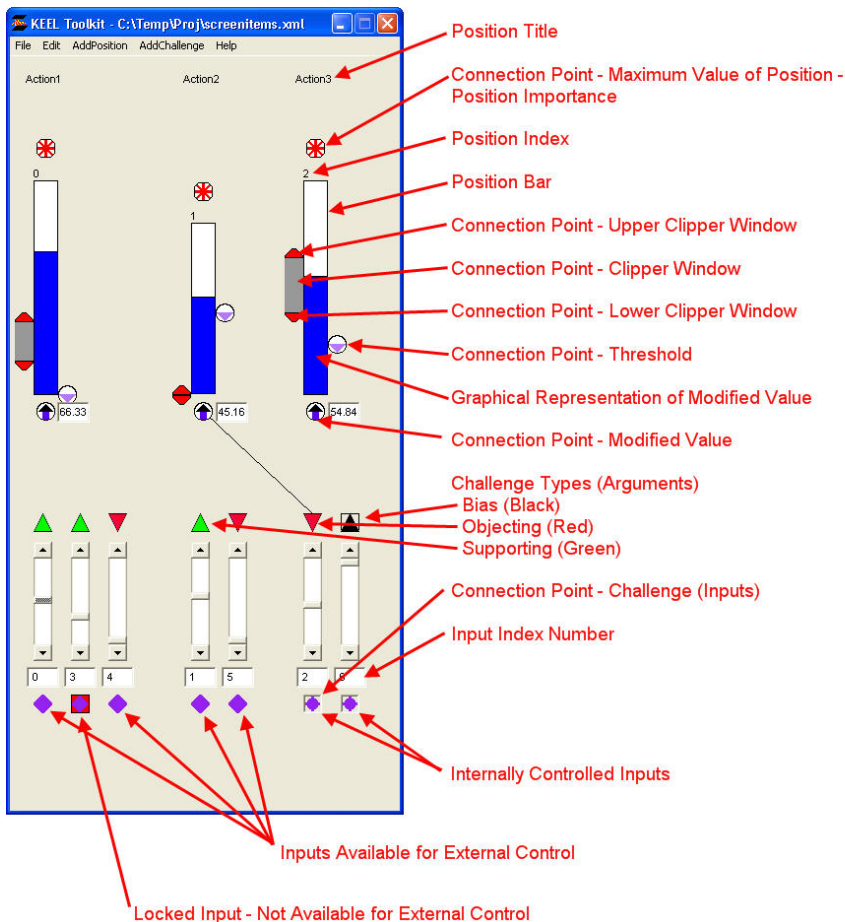 KEEL Toolkit - C:\Temp\Proj\screenitems.xml
File Edit AddPosition AddChallenge Help
Action1 Action2 Action3
Position Title
Connection Point - Maximum Value of Position -
Position Importance
0
1
2
Position Index
Position Bar
Connection Point - Upper Clipper Window
Connection Point - Clipper Window
Connection Point - Lower Clipper Window
Connection Point - Threshold
Graphical Representation of Modified Value
66.33 45.16 54.84
Connection Point - Modified Value
Challenge Types (Arguments)
Bias (Black)
Objecting (Red)
Supporting (Green)
Connection Point - Challenge (Inputs)
Input Index Number
0 3 4 1 5 2
Internally Controlled Inputs
Inputs Available for External Control
Locked Input - Not Available for External Control